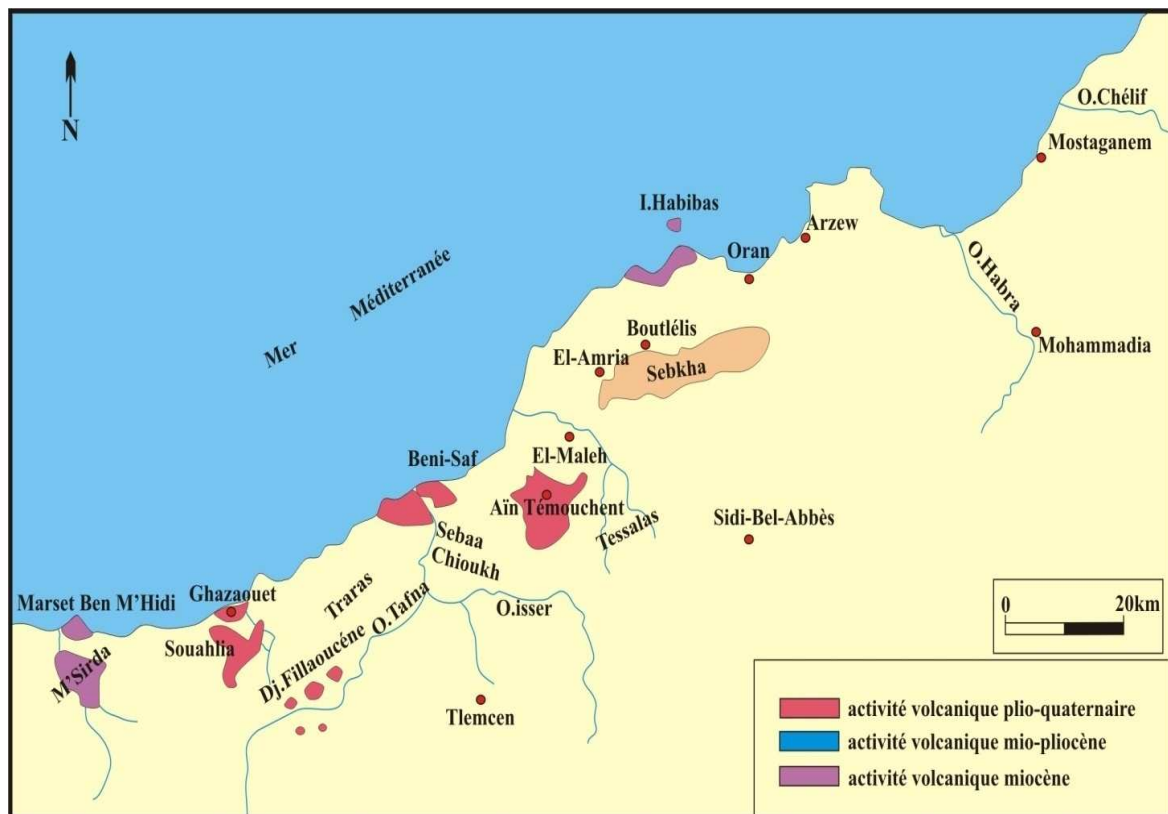 N
O.Chélif
Mostaganem
I.Habibas
Arzew
Oran
O.Habra
Mer Méditerranée
Boutlélis
El-Amria
Sebkha
Mohammadia
El-Maleh
Beni-Saf
Aïn Témouchent
Tessalas
Sidi-Bel-Abbès
Sebaa
Chioukh
Ghazaouet
Marset Ben M'Hidi
Traras
O.Tafna
O.isser
Souahlia
M'Sirda
Dj.Fillaoucéne
Tlemcen
0 20km
activité volcanique plio-quaternaire
activité volcanique mio-pliocène
activité volcanique miocène